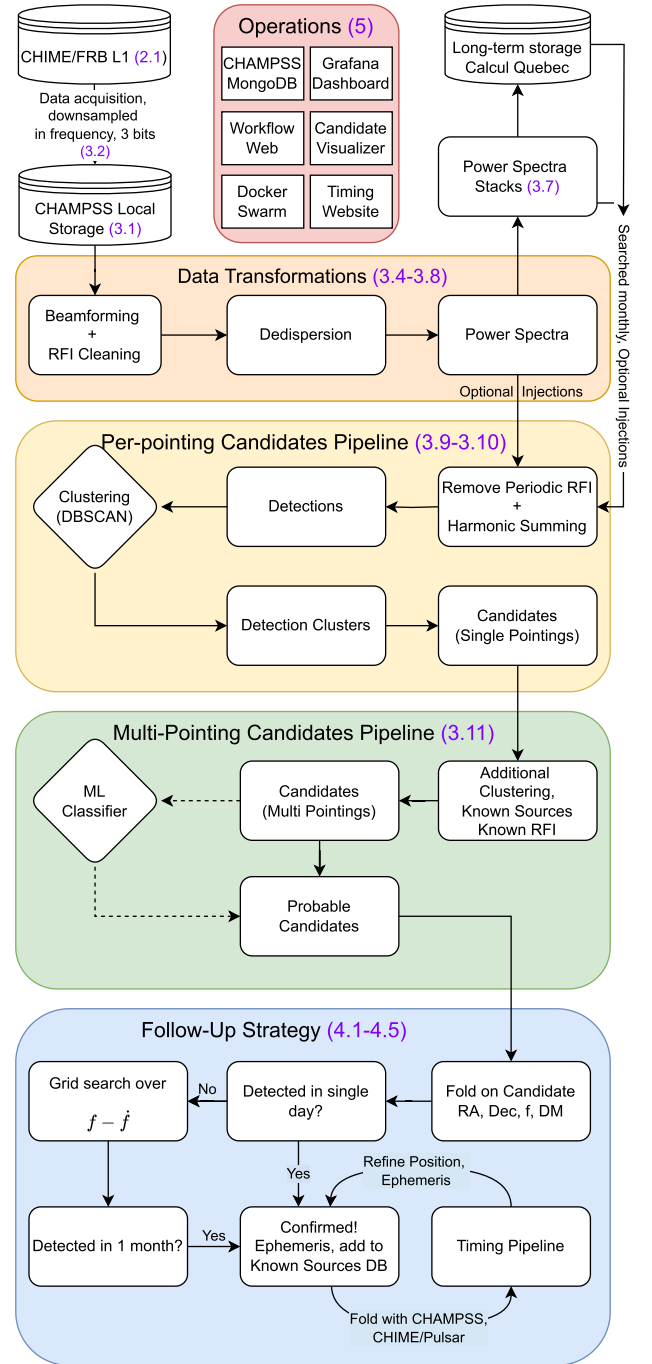 CHIME/FRB L1 (2.1)
Data acquisition,
downsampled
in frequency, 3 bits
(3.2)
CHAMPSS Local
Storage (3.1)
Operations (5)
CHAMPSS
MongoDB
Grafana
Dashboard
Workflow
Web
Candidate
Visualizer
Docker
Swarm
Timing
Website
Long-term storage
Calcul Quebec
Power Spectra
Stacks (3.7)
Searched monthly, Optional Injections
Data Transformations (3.4-3.8)
Beamforming
+
RFI Cleaning
Dedispersion
Power Spectra
Optional Injections
Per-pointing Candidates Pipeline (3.9-3.10)
Clustering
(DBSCAN)
Detections
Remove Periodic RFI
+
Harmonic Summing
Detection Clusters
Candidates
(Single Pointings)
Multi-Pointing Candidates Pipeline (3.11)
ML
Classifier
Candidates
(Multi Pointings)
Additional
Clustering,
Known Sources
Known RFI
Probable
Candidates
Follow-Up Strategy (4.1-4.5)
Grid search over
f − ḟ
No
Detected in single
day?
Fold on Candidate
RA, Dec, f, DM
Yes
Refine Position,
Ephemeris
Detected in 1 month?
Yes
Confirmed!
Ephemeris, add to
Known Sources DB
Timing Pipeline
Fold with CHAMPSS,
CHIME/Pulsar